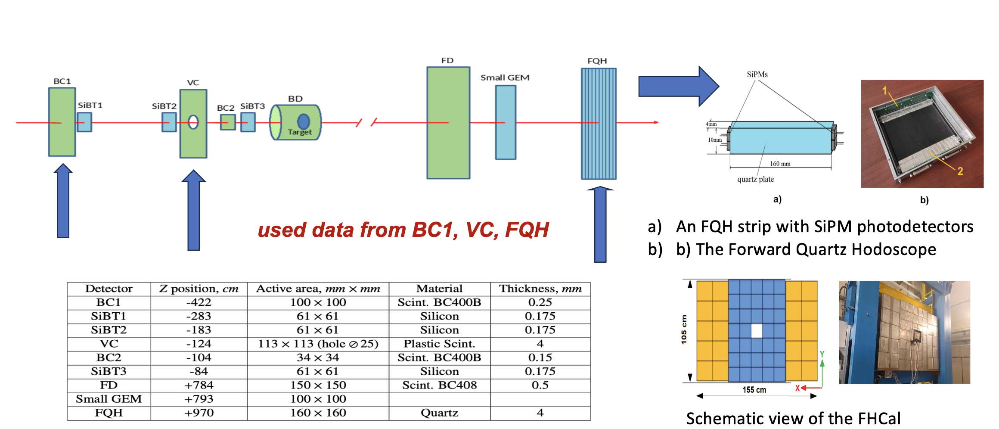 BC1
SiBT1
SiBT2
VC
BC2
SiBT3
BD
Target
FD
Small GEM
FQH
used data from BC1, VC, FQH
SiPMs
4mm
10mm
160 mm
quartz plate
a)
1
2
b)
a) An FQH strip with SiPM photodetectors
b) b) The Forward Quartz Hodoscope
Detector Z position, cm Active area, mm × mm Material Thickness, mm
BC1 -422 100 × 100 Scint. BC400B 0.25
SiBT1 -283 61 × 61 Silicon 0.175
SiBT2 -183 61 × 61 Silicon 0.175
VC -124 113 × 113 (hole ⊘ 25) Plastic Scint. 4
BC2 -104 34 × 34 Scint. BC400B 0.15
SiBT3 -84 61 × 61 Silicon 0.175
FD +784 150 × 150 Scint. BC408 0.5
Small GEM +793 100 × 100
FQH +970 160 × 160 Quartz 4
105 cm
155 cm
Y
X
Schematic view of the FHCal